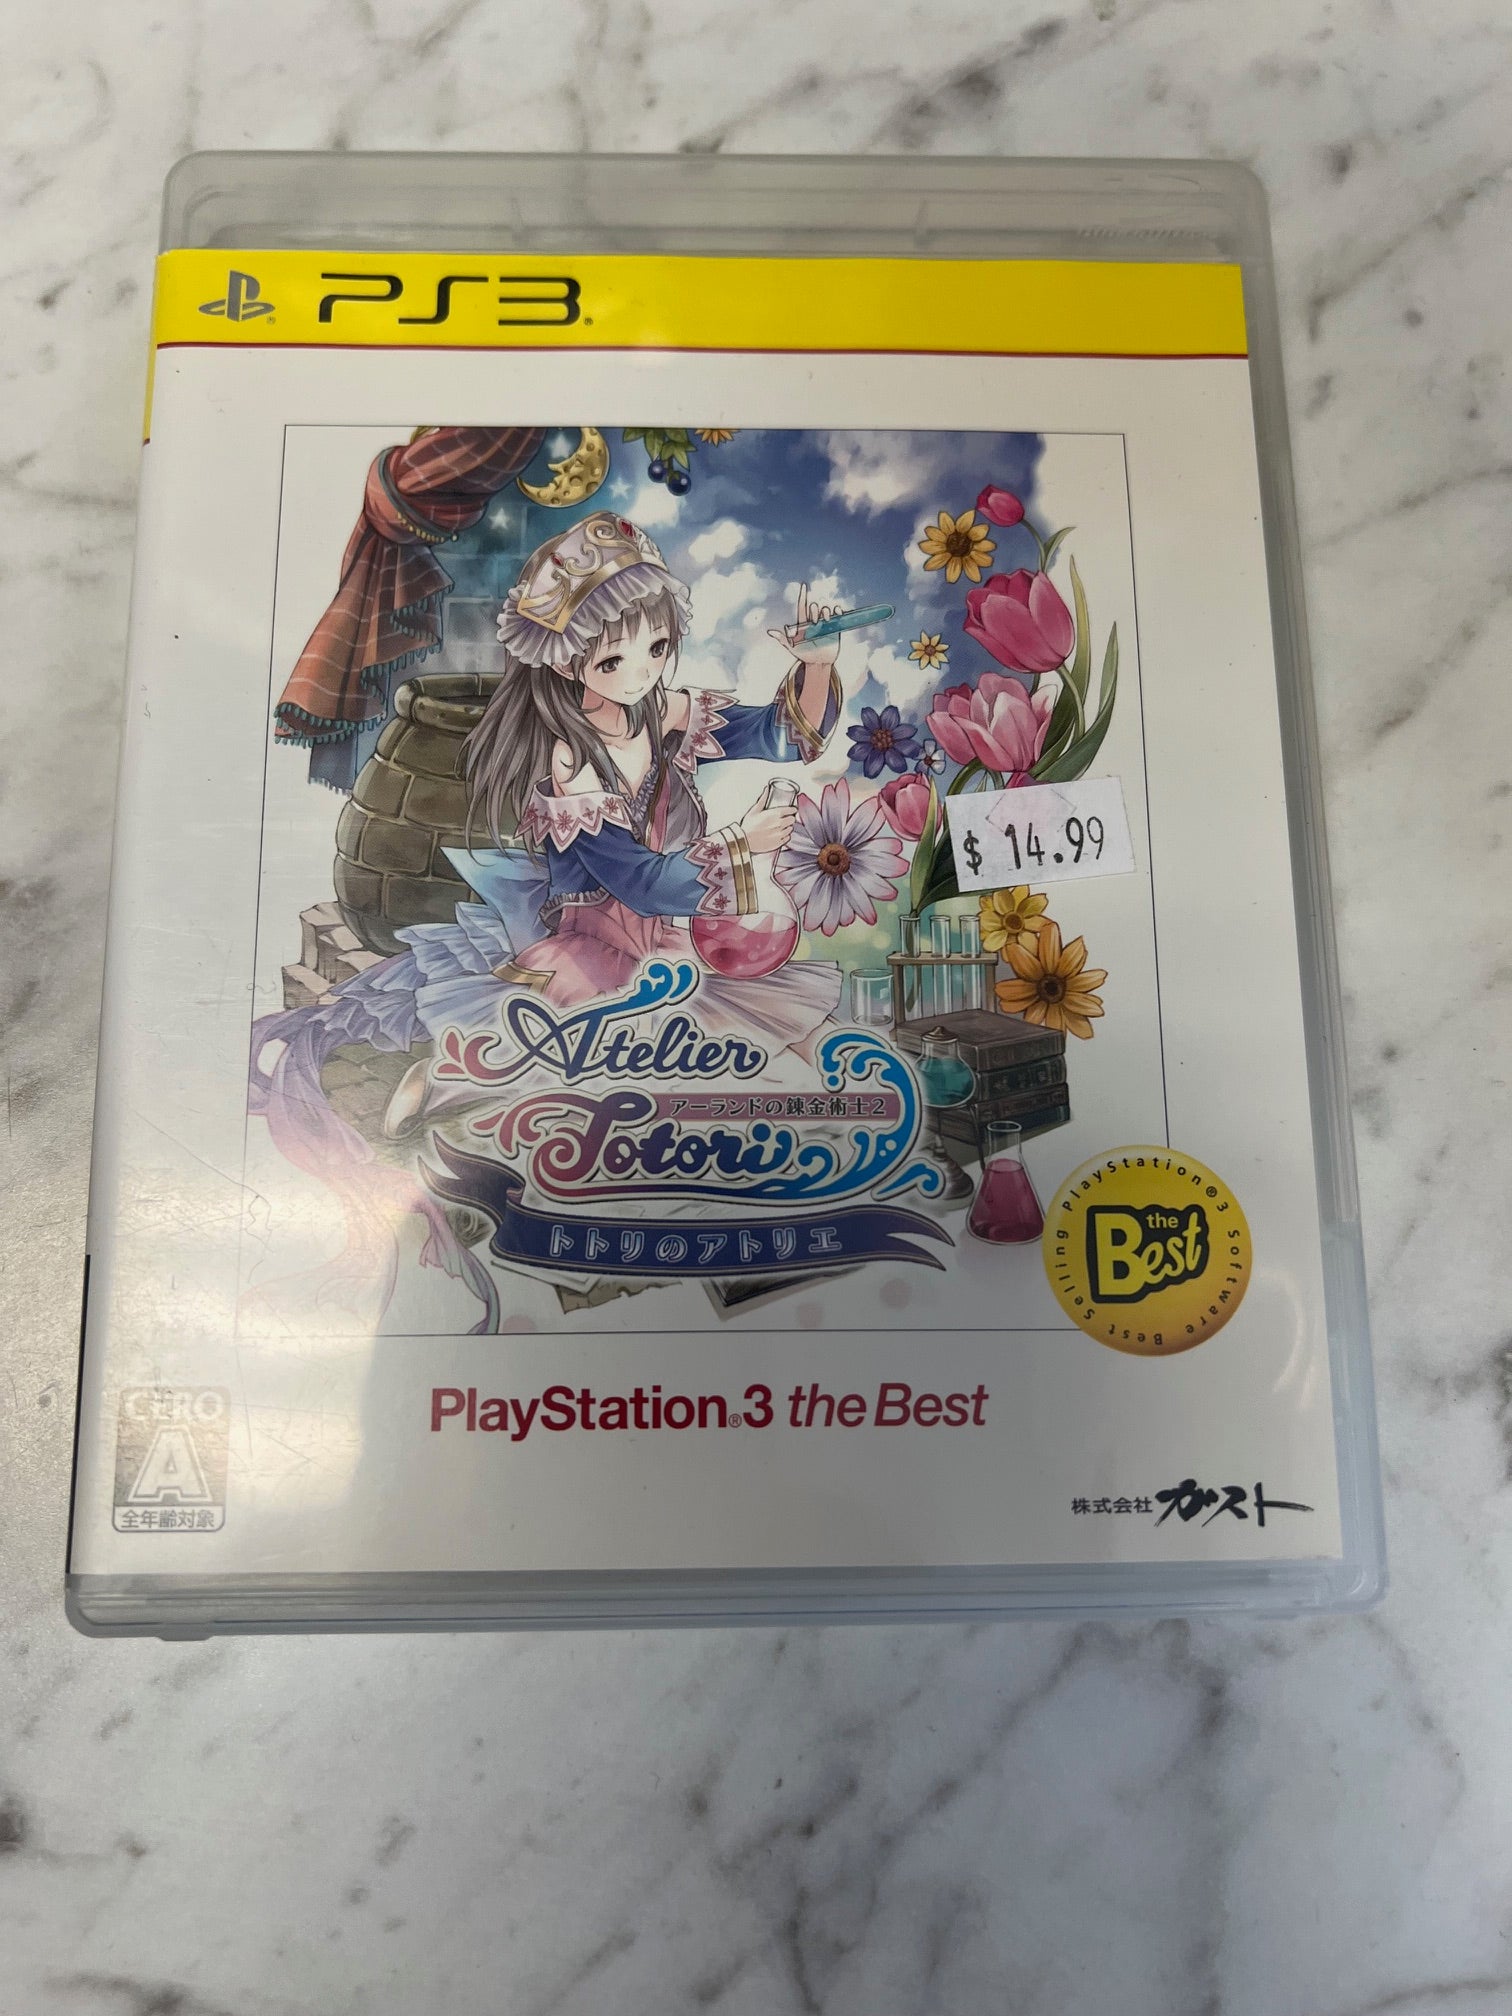 PS3
$ 14.99
Atelier
アーランドの錬金術士2
Totori
トトリのアトリエ
PlayStation®3 Software Best Selling
the
Best
PlayStation®3 the Best
CERO
A
全年齢対象
株式会社ガスト